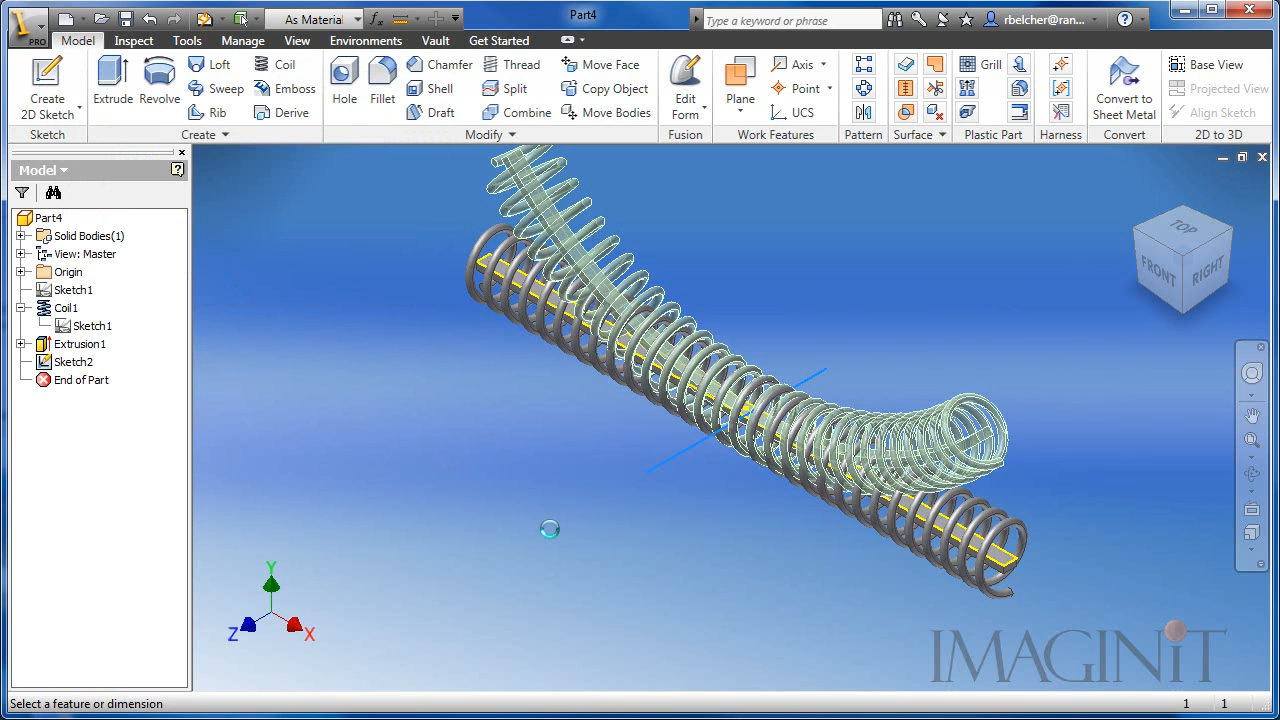 PRO
As Material
Part4
Type a keyword or phrase
rbelcher@ran...
Model Inspect Tools Manage View Environments Vault Get Started
Create
2D Sketch
Sketch
Extrude Revolve
Loft
Sweep
Rib
Coil
Emboss
Derive
Create
Hole Fillet
Chamfer
Shell
Draft
Thread
Split
Combine
Move Face
Copy Object
Move Bodies
Modify
Edit
Form
Fusion
Plane
Axis
Point
UCS
Work Features
Pattern
Surface
Grill
Plastic Part
Harness
Convert to
Sheet Metal
Convert
Base View
Projected View
Align Sketch
2D to 3D
Model
Part4
Solid Bodies(1)
View: Master
Origin
Sketch1
Coil1
Sketch1
Extrusion1
Sketch2
End of Part
TOP
FRONT
RIGHT
Y
Z
X
IMAGINiT
Select a feature or dimension
1 1